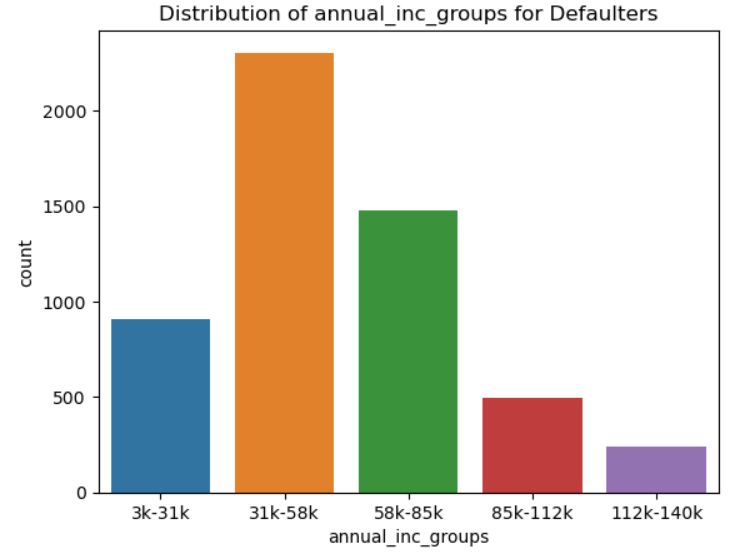 Distribution of annual_inc_groups for Defaulters
2000
1500
1000
500
0
count
3k-31k 31k-58k 58k-85k 85k-112k 112k-140k
annual_inc_groups